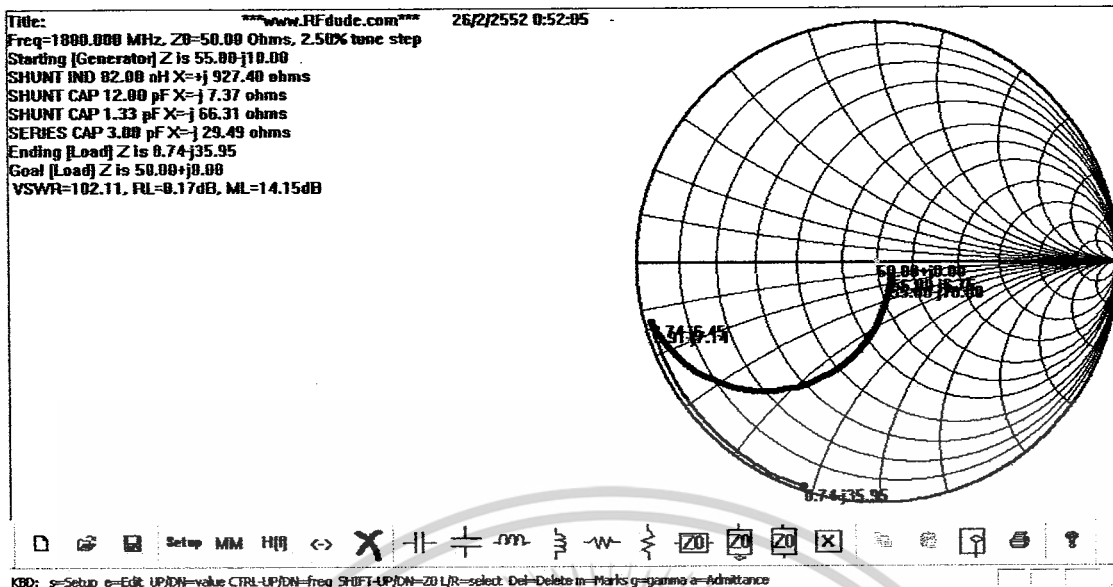 Title: ***www.RFdude.com*** 26/2/2552 0:52:05
Freq=1800.000 MHz, Z0=50.00 Ohms, 2.50% tune step
Starting [Generator] Z is 55.00-j10.00
SHUNT IND 82.00 nH X=+j 927.40 ohms
SHUNT CAP 12.00 pF X=-j 7.37 ohms
SHUNT CAP 1.33 pF X=-j 66.31 ohms
SERIES CAP 3.00 pF X=-j 29.49 ohms
Ending [Load] Z is 0.74-j35.95
Goal [Load] Z is 50.00+j0.00
VSWR=102.11, RL=0.17dB, ML=14.15dB
50.00+j0.00
0.74-j35.95
Setup MM H(f) <-> Z0 Z0 Z0 ?
KBD: s=Setup e=Edit UP/DN=value CTRL-UP/DN=freq SHIFT-UP/DN=Z0 L/R=select Del=Delete m=Marks g=gamma a=Admittance